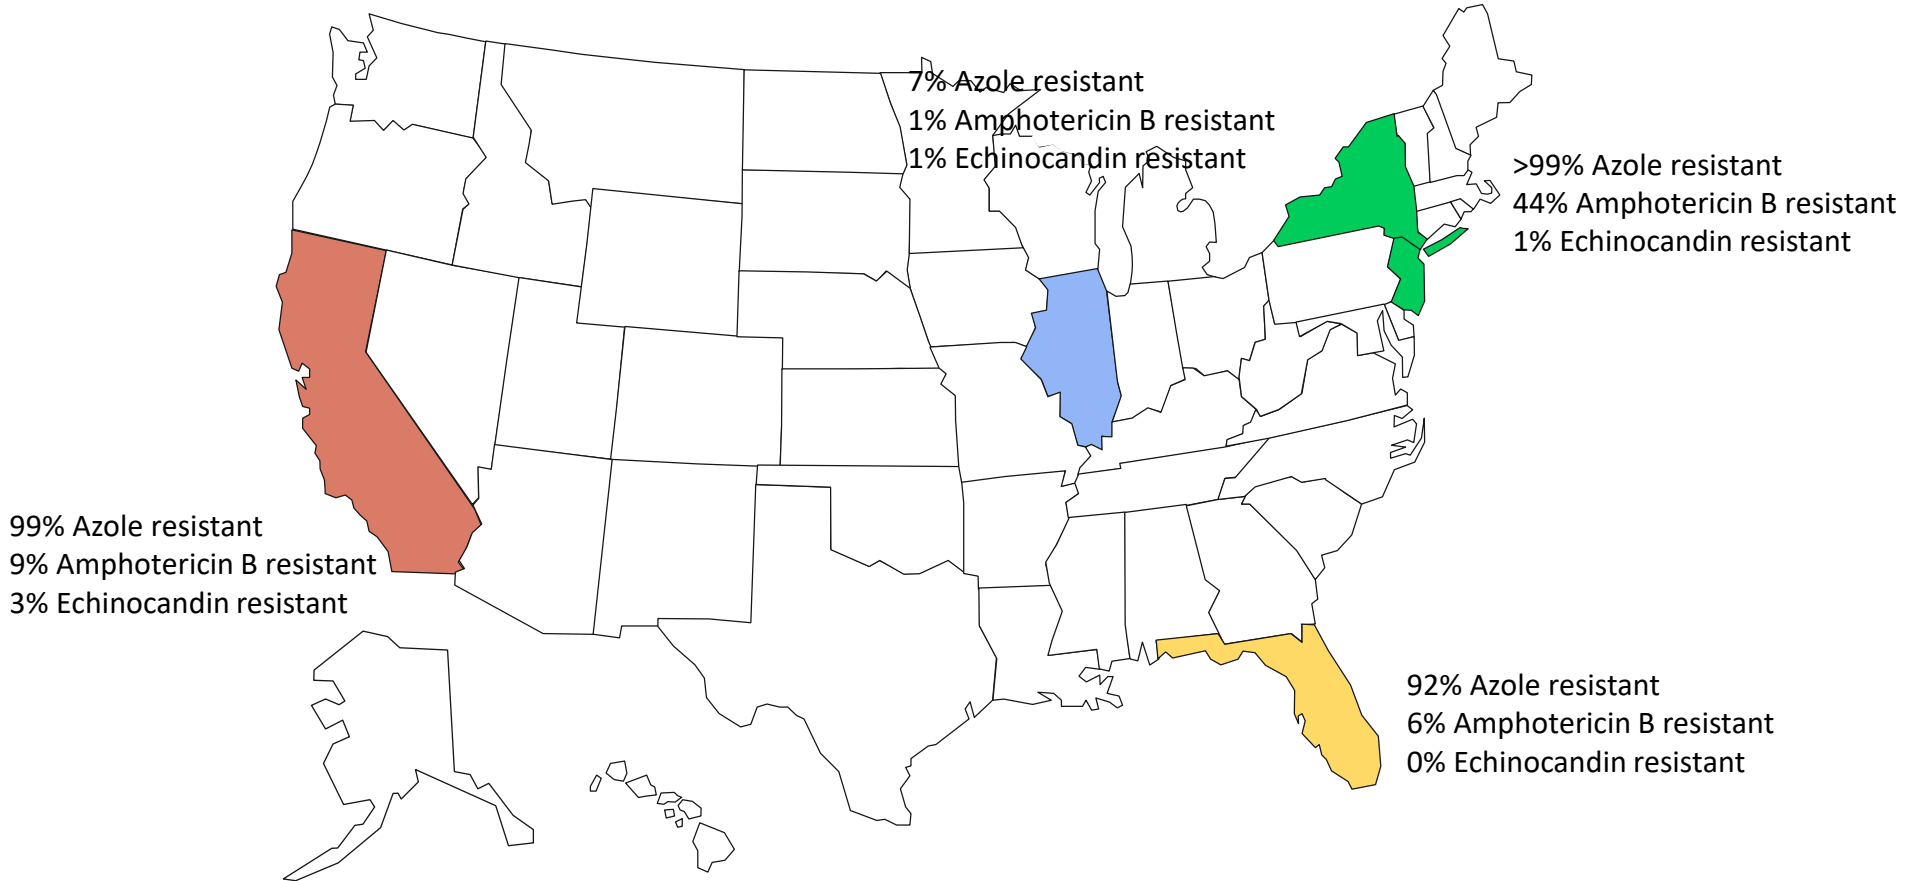 7% Azole resistant
1% Amphotericin B resistant
1% Echinocandin resistant
>99% Azole resistant
44% Amphotericin B resistant
1% Echinocandin resistant
99% Azole resistant
9% Amphotericin B resistant
3% Echinocandin resistant
92% Azole resistant
6% Amphotericin B resistant
0% Echinocandin resistant